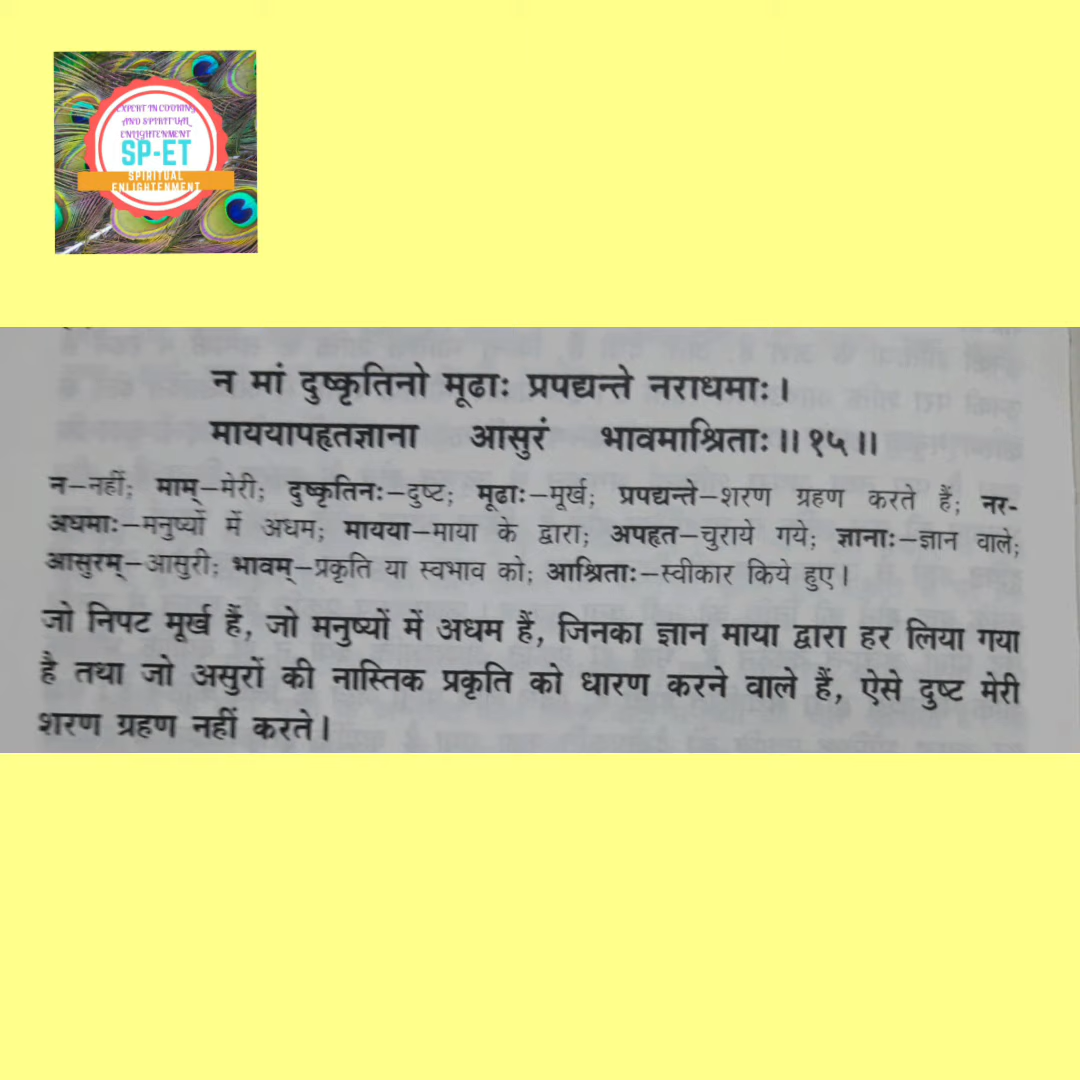 EXPERT IN COOKING
AND SPIRITUAL
ENLIGHTENMENT
SP-ET
SPIRITUAL
ENLIGHTENMENT
न मां दुष्कृतिनो मूढाः प्रपद्यन्ते नराधमाः।
माययापहृतज्ञाना आसुरं भावमाश्रिताः॥१५॥
न–नहीं; माम्–मेरी; दुष्कृतिनः–दुष्ट; मूढाः–मूर्ख; प्रपद्यन्ते–शरण ग्रहण करते हैं; नर-
अधमाः–मनुष्यों में अधम; मायया–माया के द्वारा; अपहृत–चुराये गये; ज्ञानाः–ज्ञान वाले;
आसुरम्–आसुरी; भावम्–प्रकृति या स्वभाव को; आश्रिताः–स्वीकार किये हुए।
जो निपट मूर्ख हैं, जो मनुष्यों में अधम हैं, जिनका ज्ञान माया द्वारा हर लिया गया
है तथा जो असुरों की नास्तिक प्रकृति को धारण करने वाले हैं, ऐसे दुष्ट मेरी
शरण ग्रहण नहीं करते।